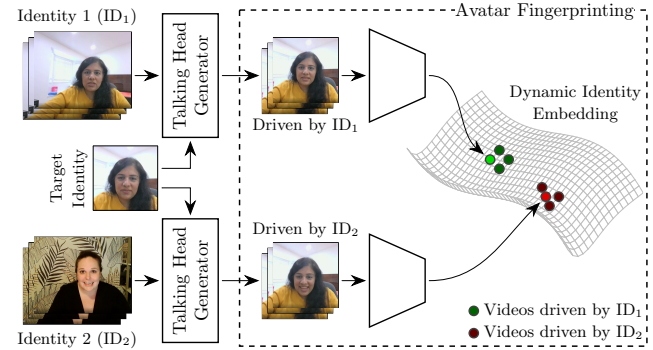 Avatar Fingerprinting
Identity 1 (ID₁)
Talking Head
Generator
Driven by ID₁
Dynamic Identity
Embedding
Target
Identity
Driven by ID₂
Talking Head
Generator
Identity 2 (ID₂)
Videos driven by ID₁
Videos driven by ID₂